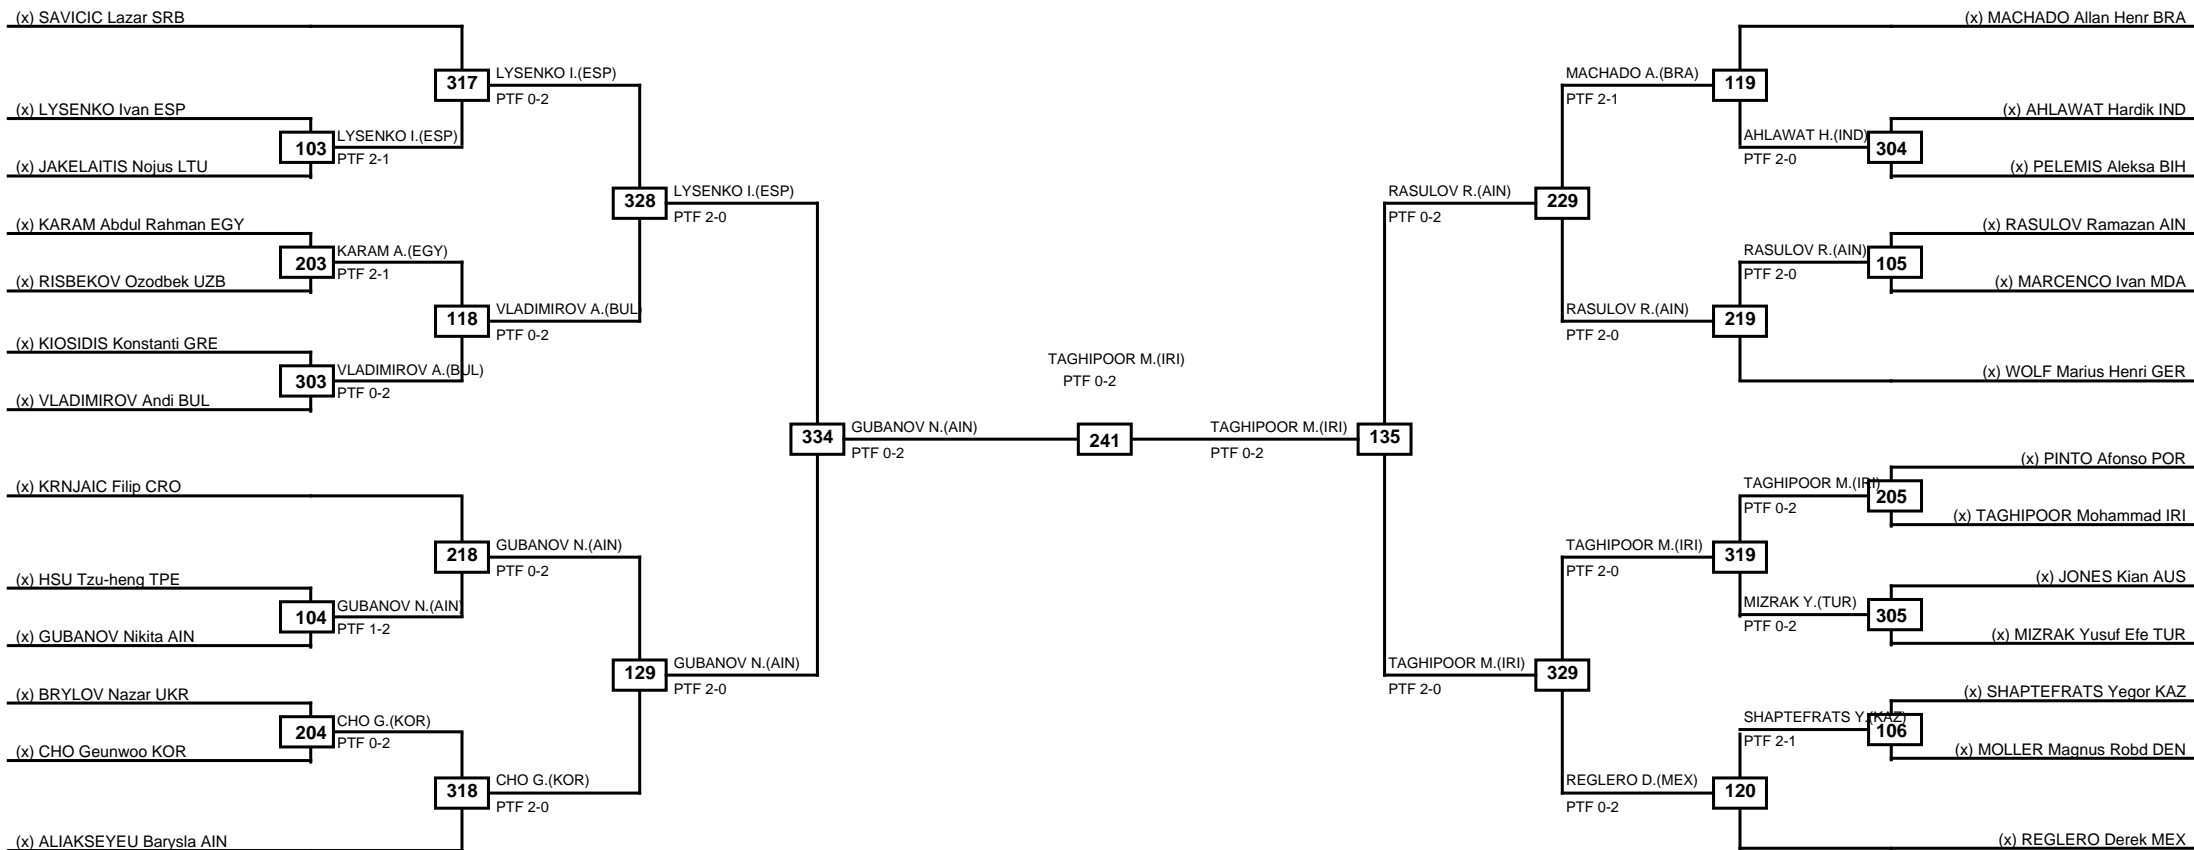 (x) SAVICIC Lazar SRB
317
LYSENKO I.(ESP)
PTF 0-2
(x) LYSENKO Ivan ESP
103
LYSENKO I.(ESP)
PTF 2-1
(x) JAKELAITIS Nojus LTU
328
LYSENKO I.(ESP)
PTF 2-0
(x) KARAM Abdul Rahman EGY
203
KARAM A.(EGY)
PTF 2-1
(x) RISBEKOV Ozodbek UZB
118
VLADIMIROV A.(BUL)
PTF 0-2
(x) KIOSIDIS Konstanti GRE
303
VLADIMIROV A.(BUL)
PTF 0-2
(x) VLADIMIROV Andi BUL
334
GUBANOV N.(AIN)
PTF 0-2
(x) KRNJAIC Filip CRO
218
GUBANOV N.(AIN)
PTF 0-2
(x) HSU Tzu-heng TPE
104
GUBANOV N.(AIN)
PTF 1-2
(x) GUBANOV Nikita AIN
129
GUBANOV N.(AIN)
PTF 2-0
(x) BRYLOV Nazar UKR
204
CHO G.(KOR)
PTF 0-2
(x) CHO Geunwoo KOR
318
CHO G.(KOR)
PTF 2-0
(x) ALIAKSEYEU Barysla AIN
TAGHIPOOR M.(IRI)
PTF 0-2
241
TAGHIPOOR M.(IRI)
PTF 0-2
135
(x) MACHADO Allan Henr BRA
MACHADO A.(BRA)
PTF 2-1
119
(x) AHLAWAT Hardik IND
AHLAWAT H.(IND)
PTF 2-0
304
(x) PELEMIS Aleksa BIH
RASULOV R.(AIN)
PTF 0-2
229
(x) RASULOV Ramazan AIN
RASULOV R.(AIN)
PTF 2-0
105
(x) MARCENCO Ivan MDA
RASULOV R.(AIN)
PTF 2-0
219
(x) WOLF Marius Henri GER
(x) PINTO Afonso POR
TAGHIPOOR M.(IRI)
PTF 0-2
205
(x) TAGHIPOOR Mohammad IRI
TAGHIPOOR M.(IRI)
PTF 2-0
319
(x) JONES Kian AUS
MIZRAK Y.(TUR)
PTF 0-2
305
(x) MIZRAK Yusuf Efe TUR
TAGHIPOOR M.(IRI)
PTF 2-0
329
(x) SHAPTEFRATS Yegor KAZ
SHAPTEFRATS Y.(KAZ)
PTF 2-1
106
(x) MOLLER Magnus Robd DEN
REGLERO D.(MEX)
PTF 0-2
120
(x) REGLERO Derek MEX